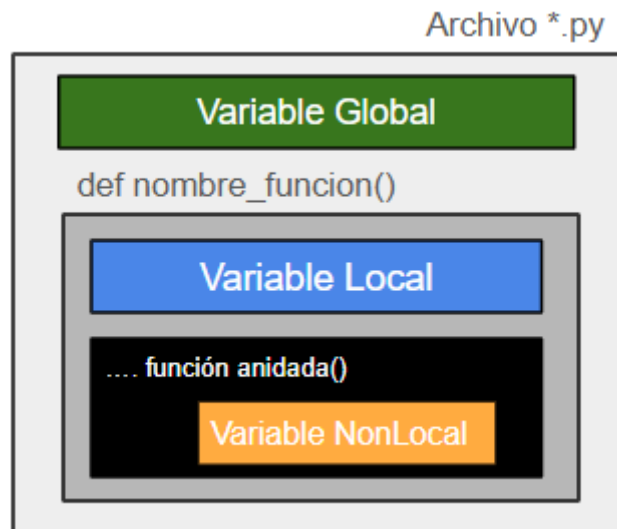 Archivo *.py
Variable Global
def nombre_funcion()
Variable Local
.... función anidada()
Variable NonLocal